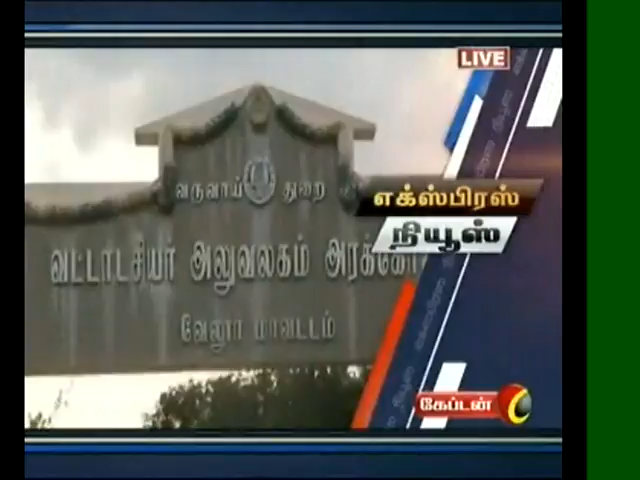 LIVE
வருவாய் துறை
எக்ஸ்பிரஸ்
நியூஸ்
வட்டாட்சியர் அலுவலகம் அரக்கோ
வேலூர் மாவட்டம்
கேப்டன்